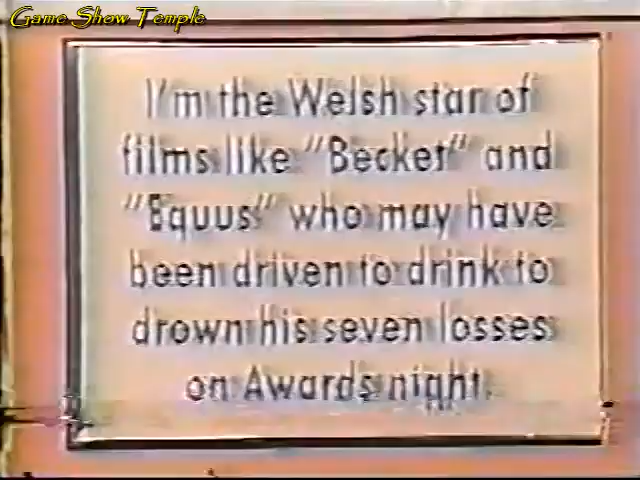 Game Show Temple
I'm the Welsh star of
films like "Becket" and
"Equus" who may have
been driven to drink to
drown his seven losses
on Awards night.